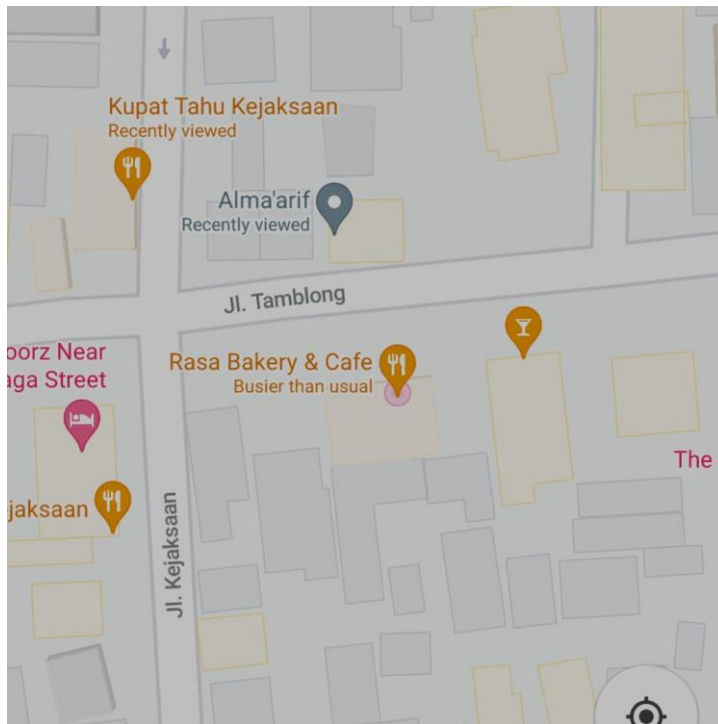 Kupat Tahu Kejaksaan
Recently viewed
Alma'arif
Recently viewed
Jl. Tamblong
oorz Near
aga Street
Rasa Bakery & Cafe
Busier than usual
The
ejaksaan
Jl. Kejaksaan